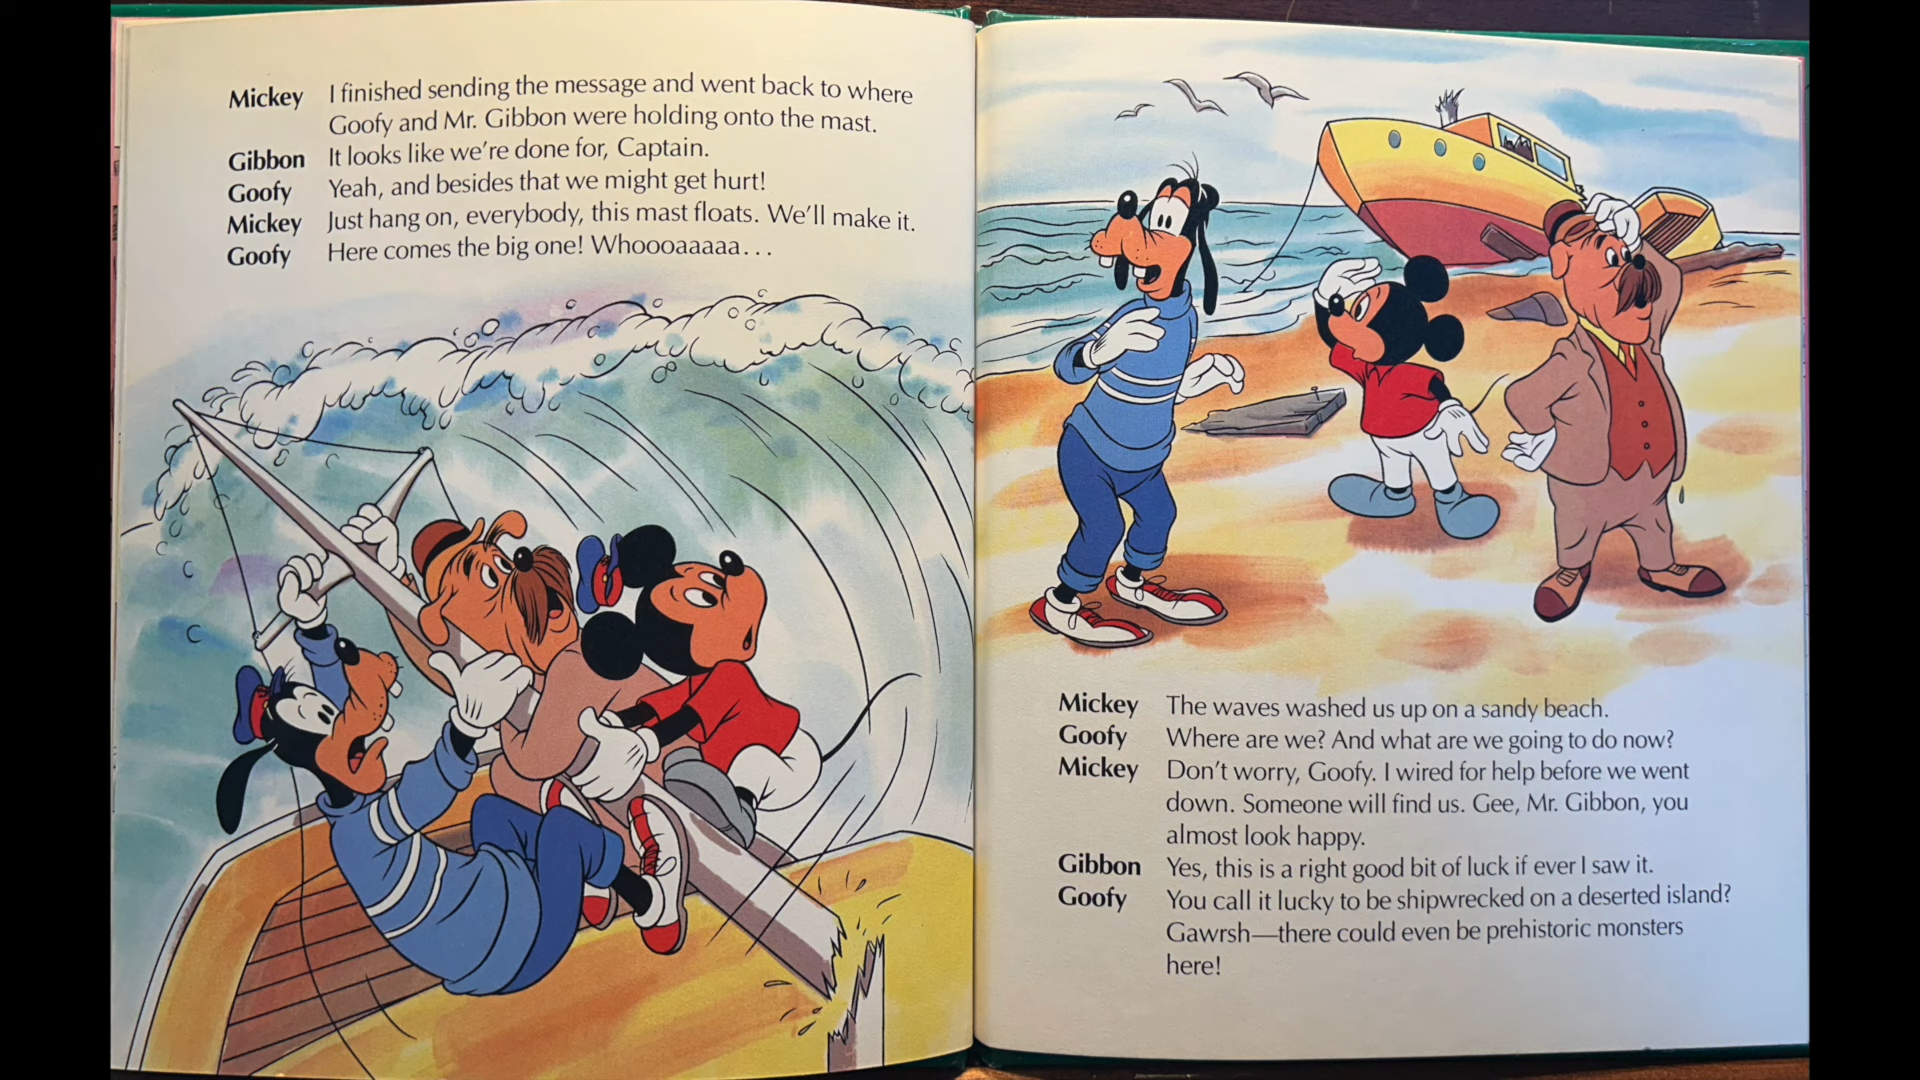 Mickey I finished sending the message and went back to where
Goofy and Mr. Gibbon were holding onto the mast.
Gibbon It looks like we're done for, Captain.
Goofy Yeah, and besides that we might get hurt!
Mickey Just hang on, everybody, this mast floats. We'll make it.
Goofy Here comes the big one! Whoooaaaaa...
Mickey The waves washed us up on a sandy beach.
Goofy Where are we? And what are we going to do now?
Mickey Don't worry, Goofy. I wired for help before we went
down. Someone will find us. Gee, Mr. Gibbon, you
almost look happy.
Gibbon Yes, this is a right good bit of luck if ever I saw it.
Goofy You call it lucky to be shipwrecked on a deserted island?
Gawrsh—there could even be prehistoric monsters
here!